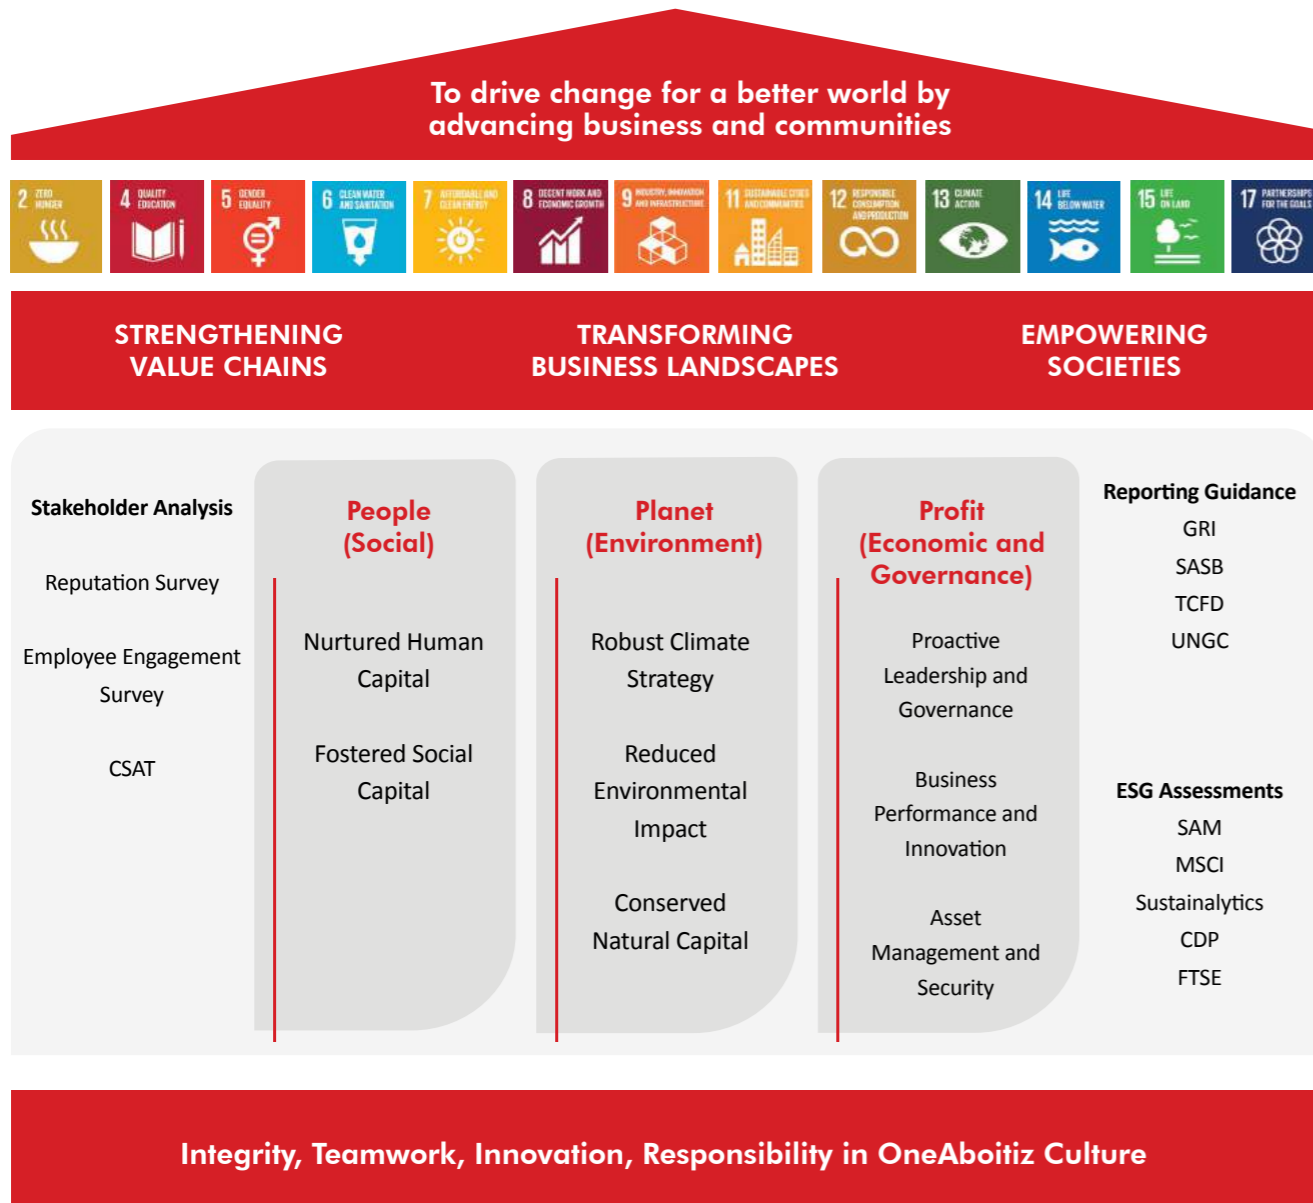 To drive change for a better world by
advancing business and communities
2 ZERO
HUNGER
4 QUALITY
EDUCATION
5 GENDER
EQUALITY
6 CLEAN WATER
AND SANITATION
7 AFFORDABLE AND
CLEAN ENERGY
8 DECENT WORK AND
ECONOMIC GROWTH
9 INDUSTRY, INNOVATION
AND INFRASTRUCTURE
11 SUSTAINABLE CITIES
AND COMMUNITIES
12 RESPONSIBLE
CONSUMPTION
AND PRODUCTION
13 CLIMATE
ACTION
14 LIFE
BELOW WATER
15 LIFE
ON LAND
17 PARTNERSHIPS
FOR THE GOALS
STRENGTHENING
VALUE CHAINS
TRANSFORMING
BUSINESS LANDSCAPES
EMPOWERING
SOCIETIES
Stakeholder Analysis
Reputation Survey
Employee Engagement
Survey
CSAT
People
(Social)
Nurtured Human
Capital
Fostered Social
Capital
Planet
(Environment)
Robust Climate
Strategy
Reduced
Environmental
Impact
Conserved
Natural Capital
Profit
(Economic and
Governance)
Proactive
Leadership and
Governance
Business
Performance and
Innovation
Asset
Management and
Security
Reporting Guidance
GRI
SASB
TCFD
UNGC
ESG Assessments
SAM
MSCI
Sustainalytics
CDP
FTSE
Integrity, Teamwork, Innovation, Responsibility in OneAboitiz Culture